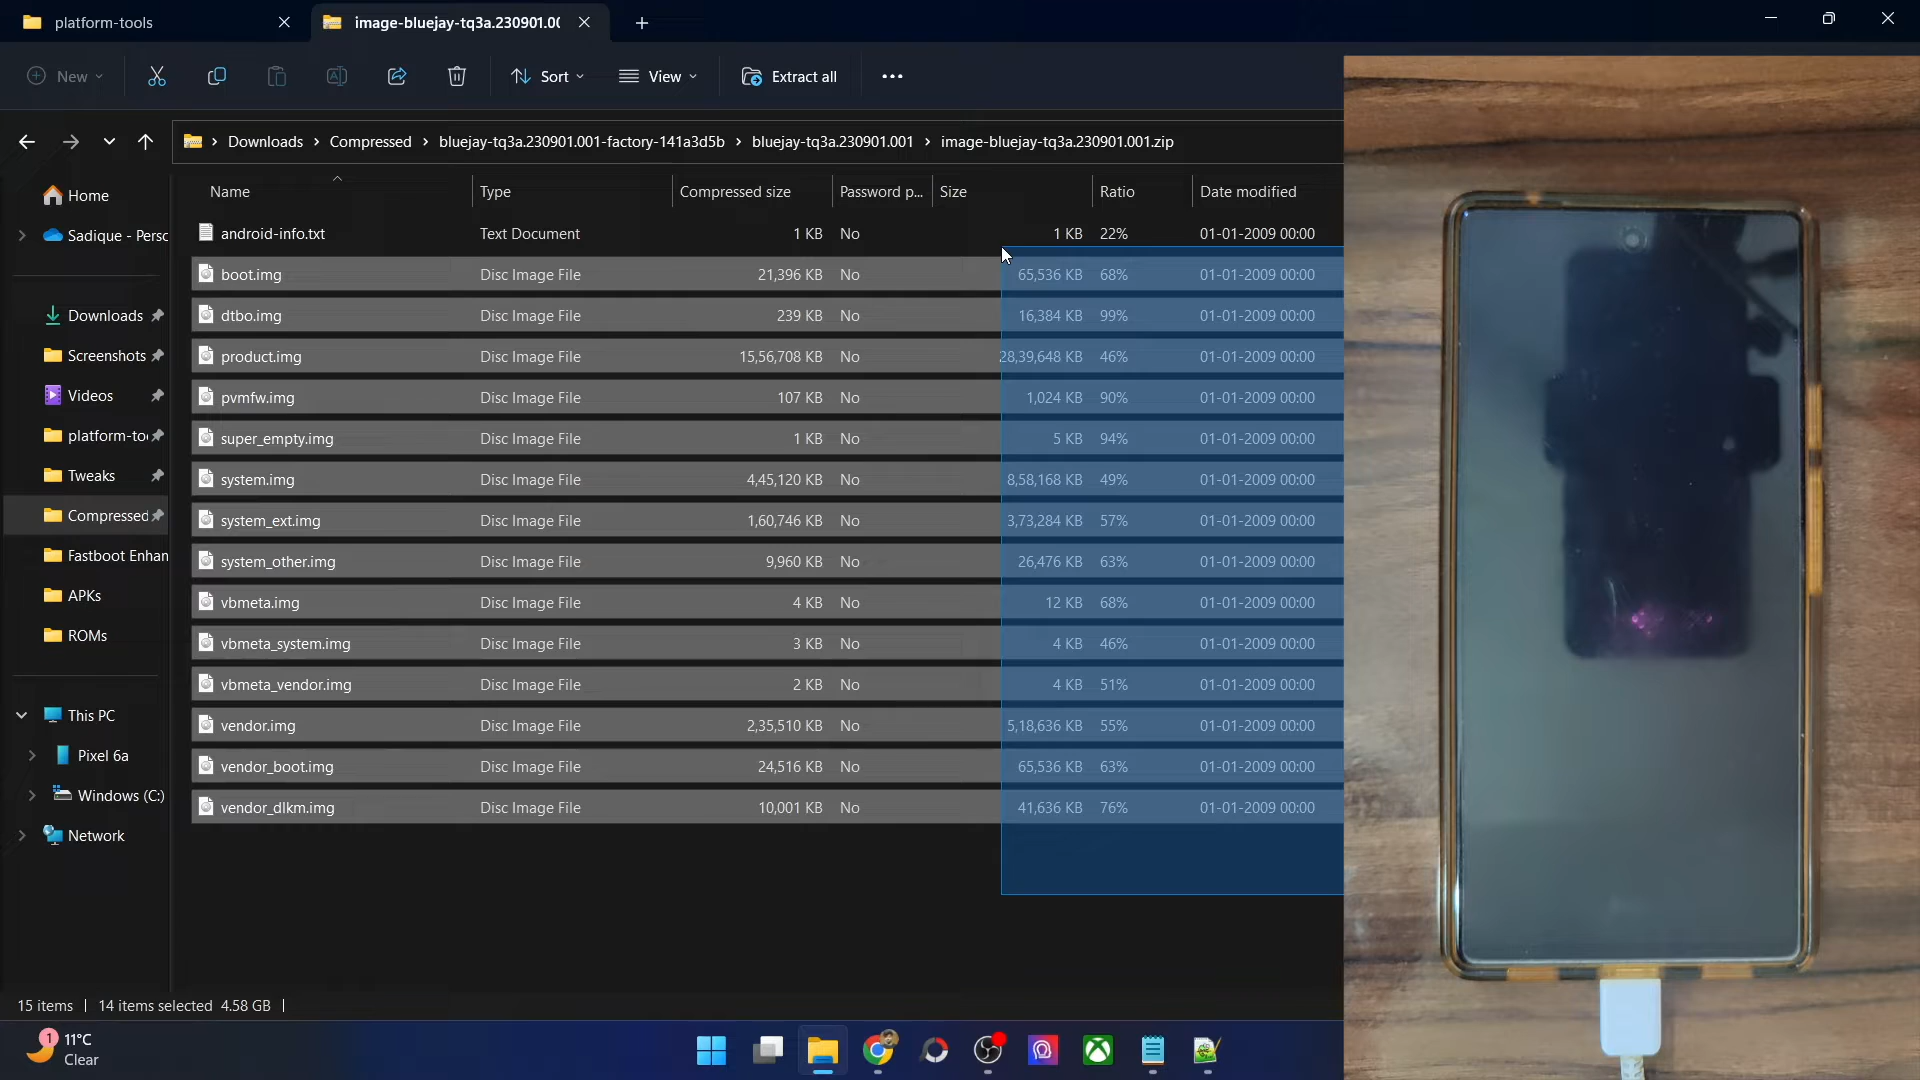 platform-tools
image-bluejay-tq3a.230901.00
New
Sort
View
Extract all
Downloads > Compressed > bluejay-tq3a.230901.001-factory-141a3d5b > bluejay-tq3a.230901.001 > image-bluejay-tq3a.230901.001.zip
Home
Sadique - Perso
Downloads
Screenshots
Videos
platform-too
Tweaks
Compressed
Fastboot Enhan
APKs
ROMs
This PC
Pixel 6a
Windows (C:)
Network
Name Type Compressed size Password p... Size Ratio Date modified
android-info.txt Text Document 1 KB No 1 KB 22% 01-01-2009 00:00
boot.img Disc Image File 21,396 KB No 65,536 KB 68% 01-01-2009 00:00
dtbo.img Disc Image File 239 KB No 16,384 KB 99% 01-01-2009 00:00
product.img Disc Image File 15,56,708 KB No 28,39,648 KB 46% 01-01-2009 00:00
pvmfw.img Disc Image File 107 KB No 1,024 KB 90% 01-01-2009 00:00
super_empty.img Disc Image File 1 KB No 5 KB 94% 01-01-2009 00:00
system.img Disc Image File 4,45,120 KB No 8,58,168 KB 49% 01-01-2009 00:00
system_ext.img Disc Image File 1,60,746 KB No 3,73,284 KB 57% 01-01-2009 00:00
system_other.img Disc Image File 9,960 KB No 26,476 KB 63% 01-01-2009 00:00
vbmeta.img Disc Image File 4 KB No 12 KB 68% 01-01-2009 00:00
vbmeta_system.img Disc Image File 3 KB No 4 KB 46% 01-01-2009 00:00
vbmeta_vendor.img Disc Image File 2 KB No 4 KB 51% 01-01-2009 00:00
vendor.img Disc Image File 2,35,510 KB No 5,18,636 KB 55% 01-01-2009 00:00
vendor_boot.img Disc Image File 24,516 KB No 65,536 KB 63% 01-01-2009 00:00
vendor_dlkm.img Disc Image File 10,001 KB No 41,636 KB 76% 01-01-2009 00:00
15 items 14 items selected 4.58 GB
1
11°C
Clear